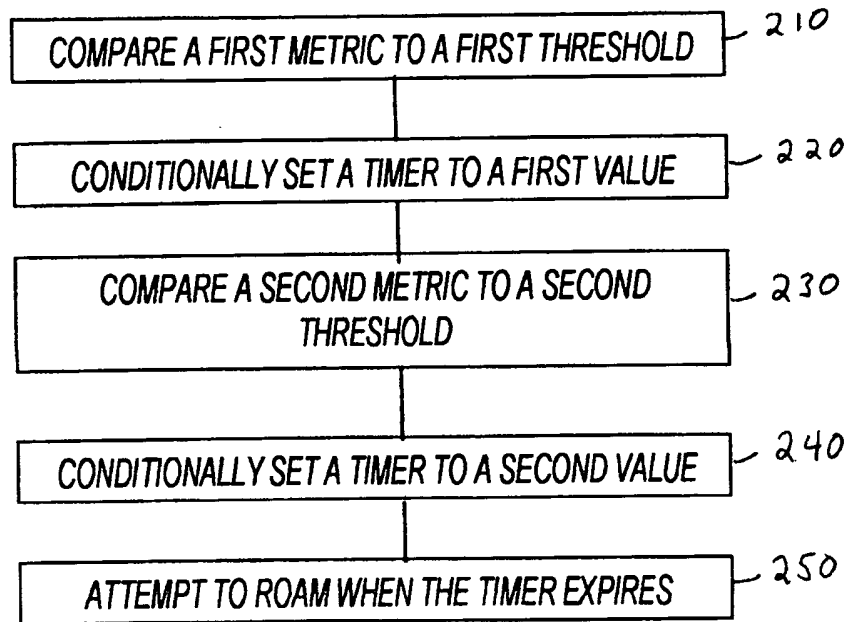 COMPARE A FIRST METRIC TO A FIRST THRESHOLD 210
CONDITIONALLY SET A TIMER TO A FIRST VALUE 220
COMPARE A SECOND METRIC TO A SECOND 230
THRESHOLD
CONDITIONALLY SET A TIMER TO A SECOND VALUE 240
ATTEMPT TO ROAM WHEN THE TIMER EXPIRES 250